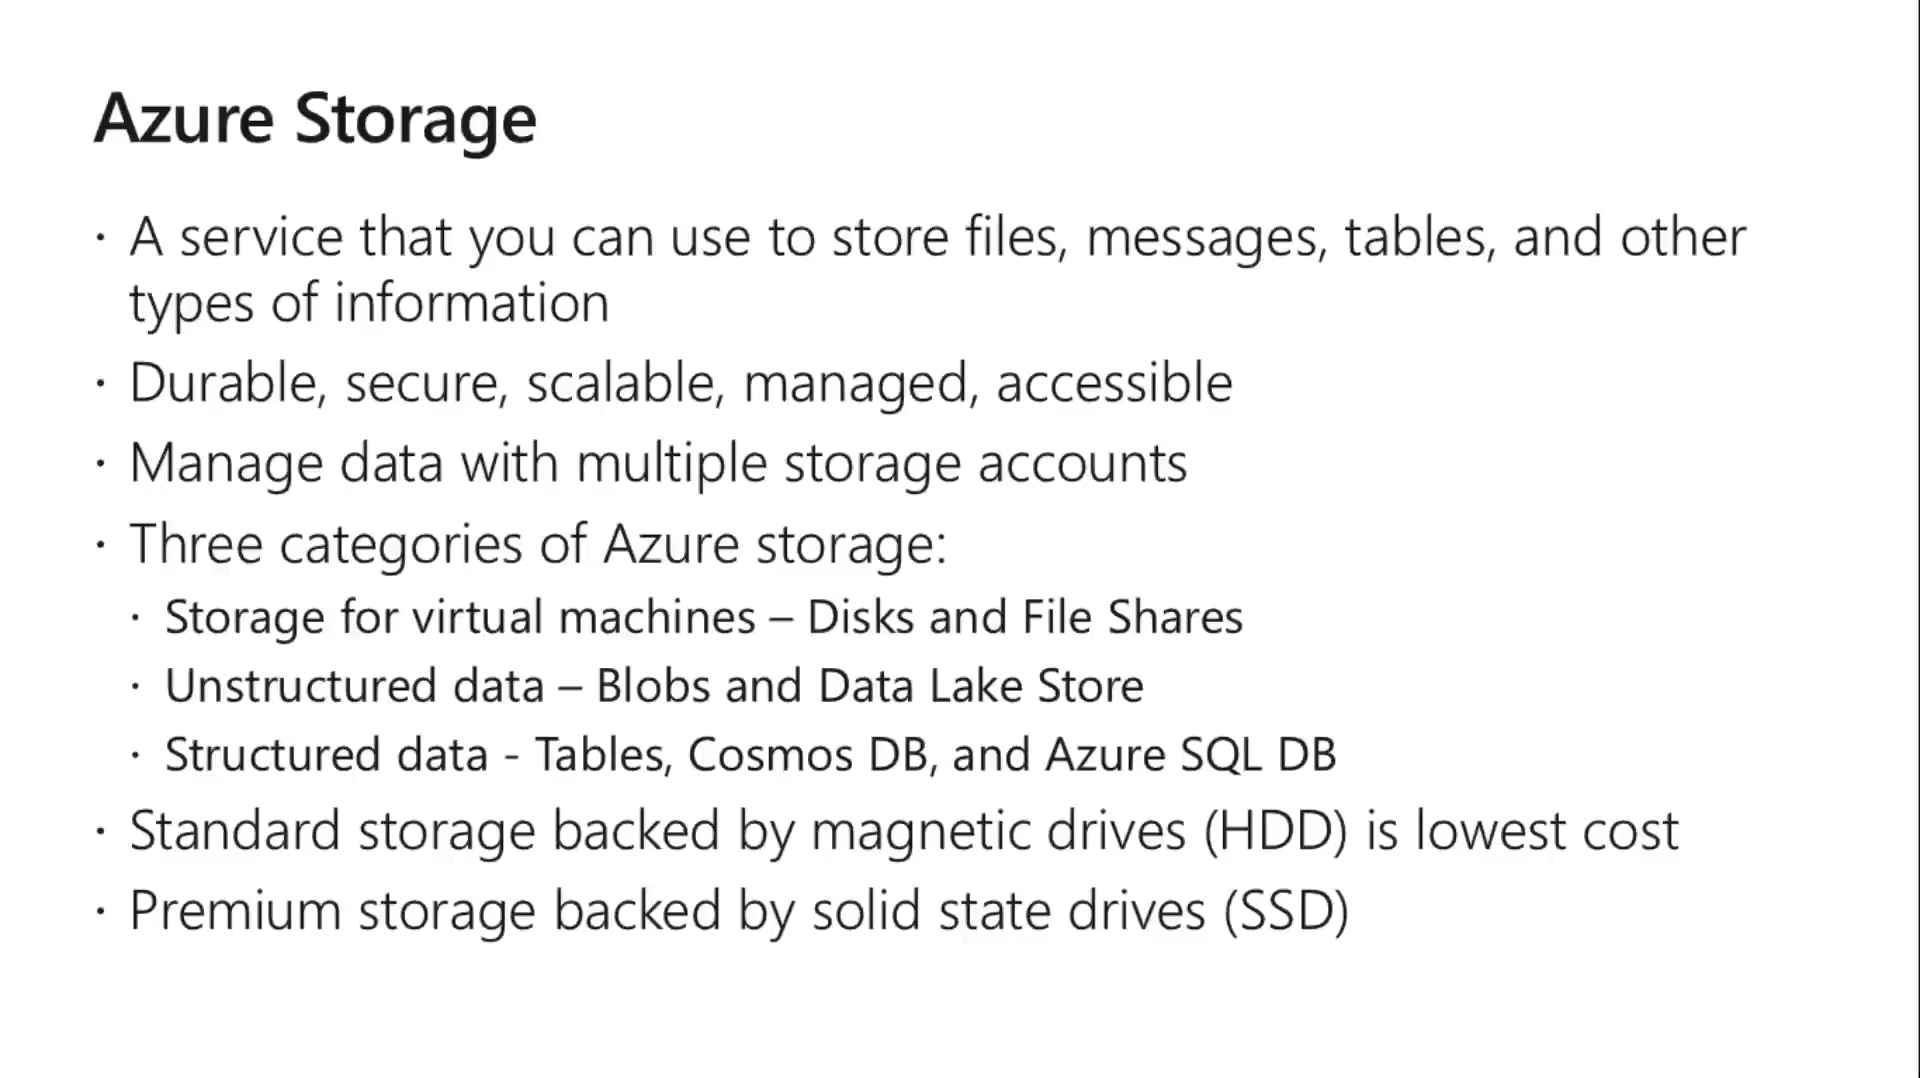 Azure Storage
· A service that you can use to store files, messages, tables, and other
types of information
· Durable, secure, scalable, managed, accessible
· Manage data with multiple storage accounts
· Three categories of Azure storage:
· Storage for virtual machines – Disks and File Shares
· Unstructured data – Blobs and Data Lake Store
· Structured data - Tables, Cosmos DB, and Azure SQL DB
· Standard storage backed by magnetic drives (HDD) is lowest cost
· Premium storage backed by solid state drives (SSD)